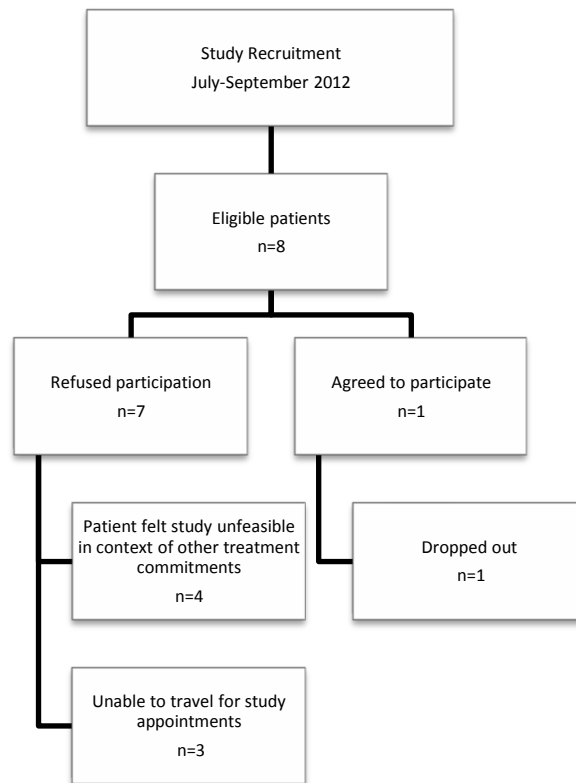 Study Recruitment
July-September 2012
Eligible patients
n=8
Refused participation
n=7
Agreed to participate
n=1
Patient felt study unfeasible
in context of other treatment
commitments
n=4
Dropped out
n=1
Unable to travel for study
appointments
n=3